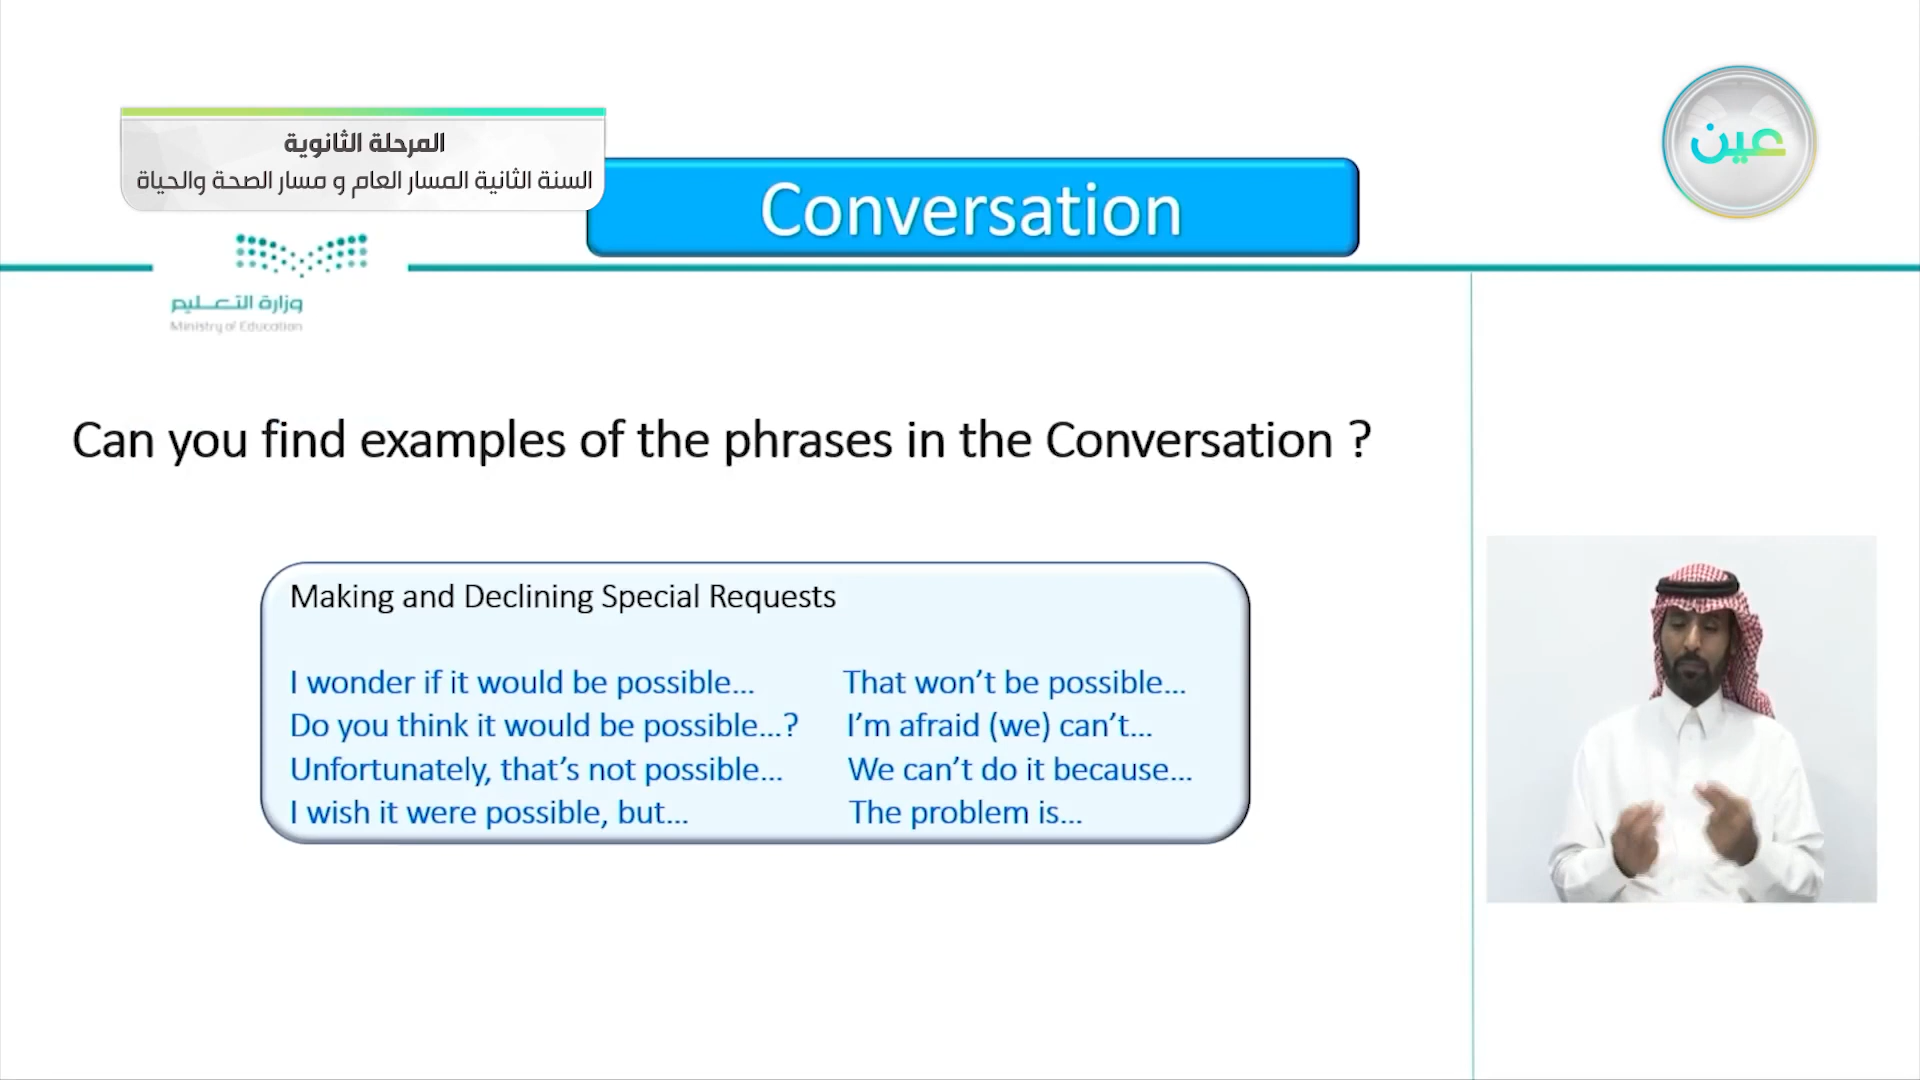 المرحلة الثانوية
السنة الثانية المسار العام و مسار الصحة والحياة
عين
Conversation
وزارة التعليم
Ministry of Education
Can you find examples of the phrases in the Conversation ?
Making and Declining Special Requests
I wonder if it would be possible...
That won't be possible...
Do you think it would be possible...?
I'm afraid (we) can't...
Unfortunately, that's not possible...
We can't do it because...
I wish it were possible, but...
The problem is...